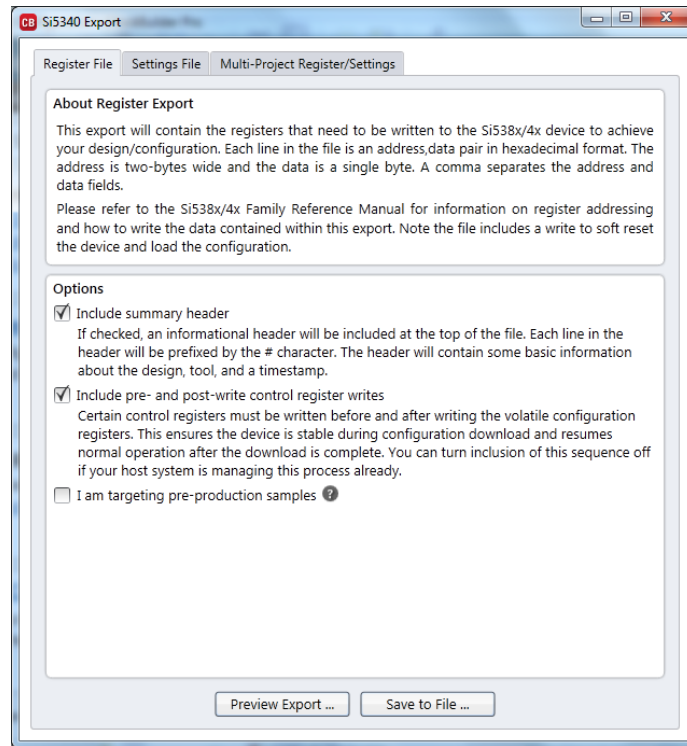 CB Si5340 Export
Register File Settings File Multi-Project Register/Settings
About Register Export
This export will contain the registers that need to be written to the Si538x/4x device to achieve
your design/configuration. Each line in the file is an address,data pair in hexadecimal format. The
address is two-bytes wide and the data is a single byte. A comma separates the address and
data fields.
Please refer to the Si538x/4x Family Reference Manual for information on register addressing
and how to write the data contained within this export. Note the file includes a write to soft reset
the device and load the configuration.
Options
Include summary header
If checked, an informational header will be included at the top of the file. Each line in the
header will be prefixed by the # character. The header will contain some basic information
about the design, tool, and a timestamp.
Include pre- and post-write control register writes
Certain control registers must be written before and after writing the volatile configuration
registers. This ensures the device is stable during configuration download and resumes
normal operation after the download is complete. You can turn inclusion of this sequence off
if your host system is managing this process already.
I am targeting pre-production samples ?
Preview Export ... Save to File ...